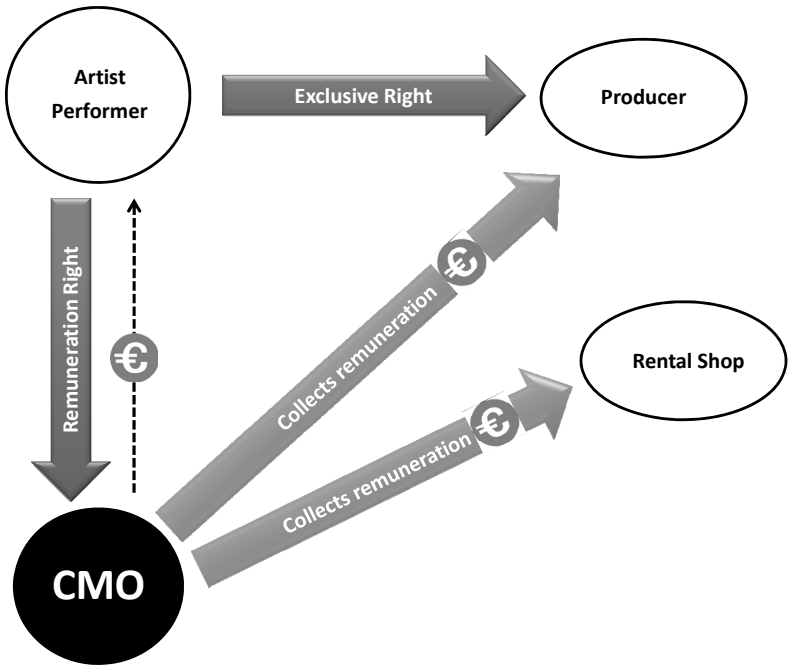 Artist
Performer
Exclusive Right
Producer
Remuneration Right
€
€
Collects remuneration
Rental Shop
€
Collects remuneration
CMO